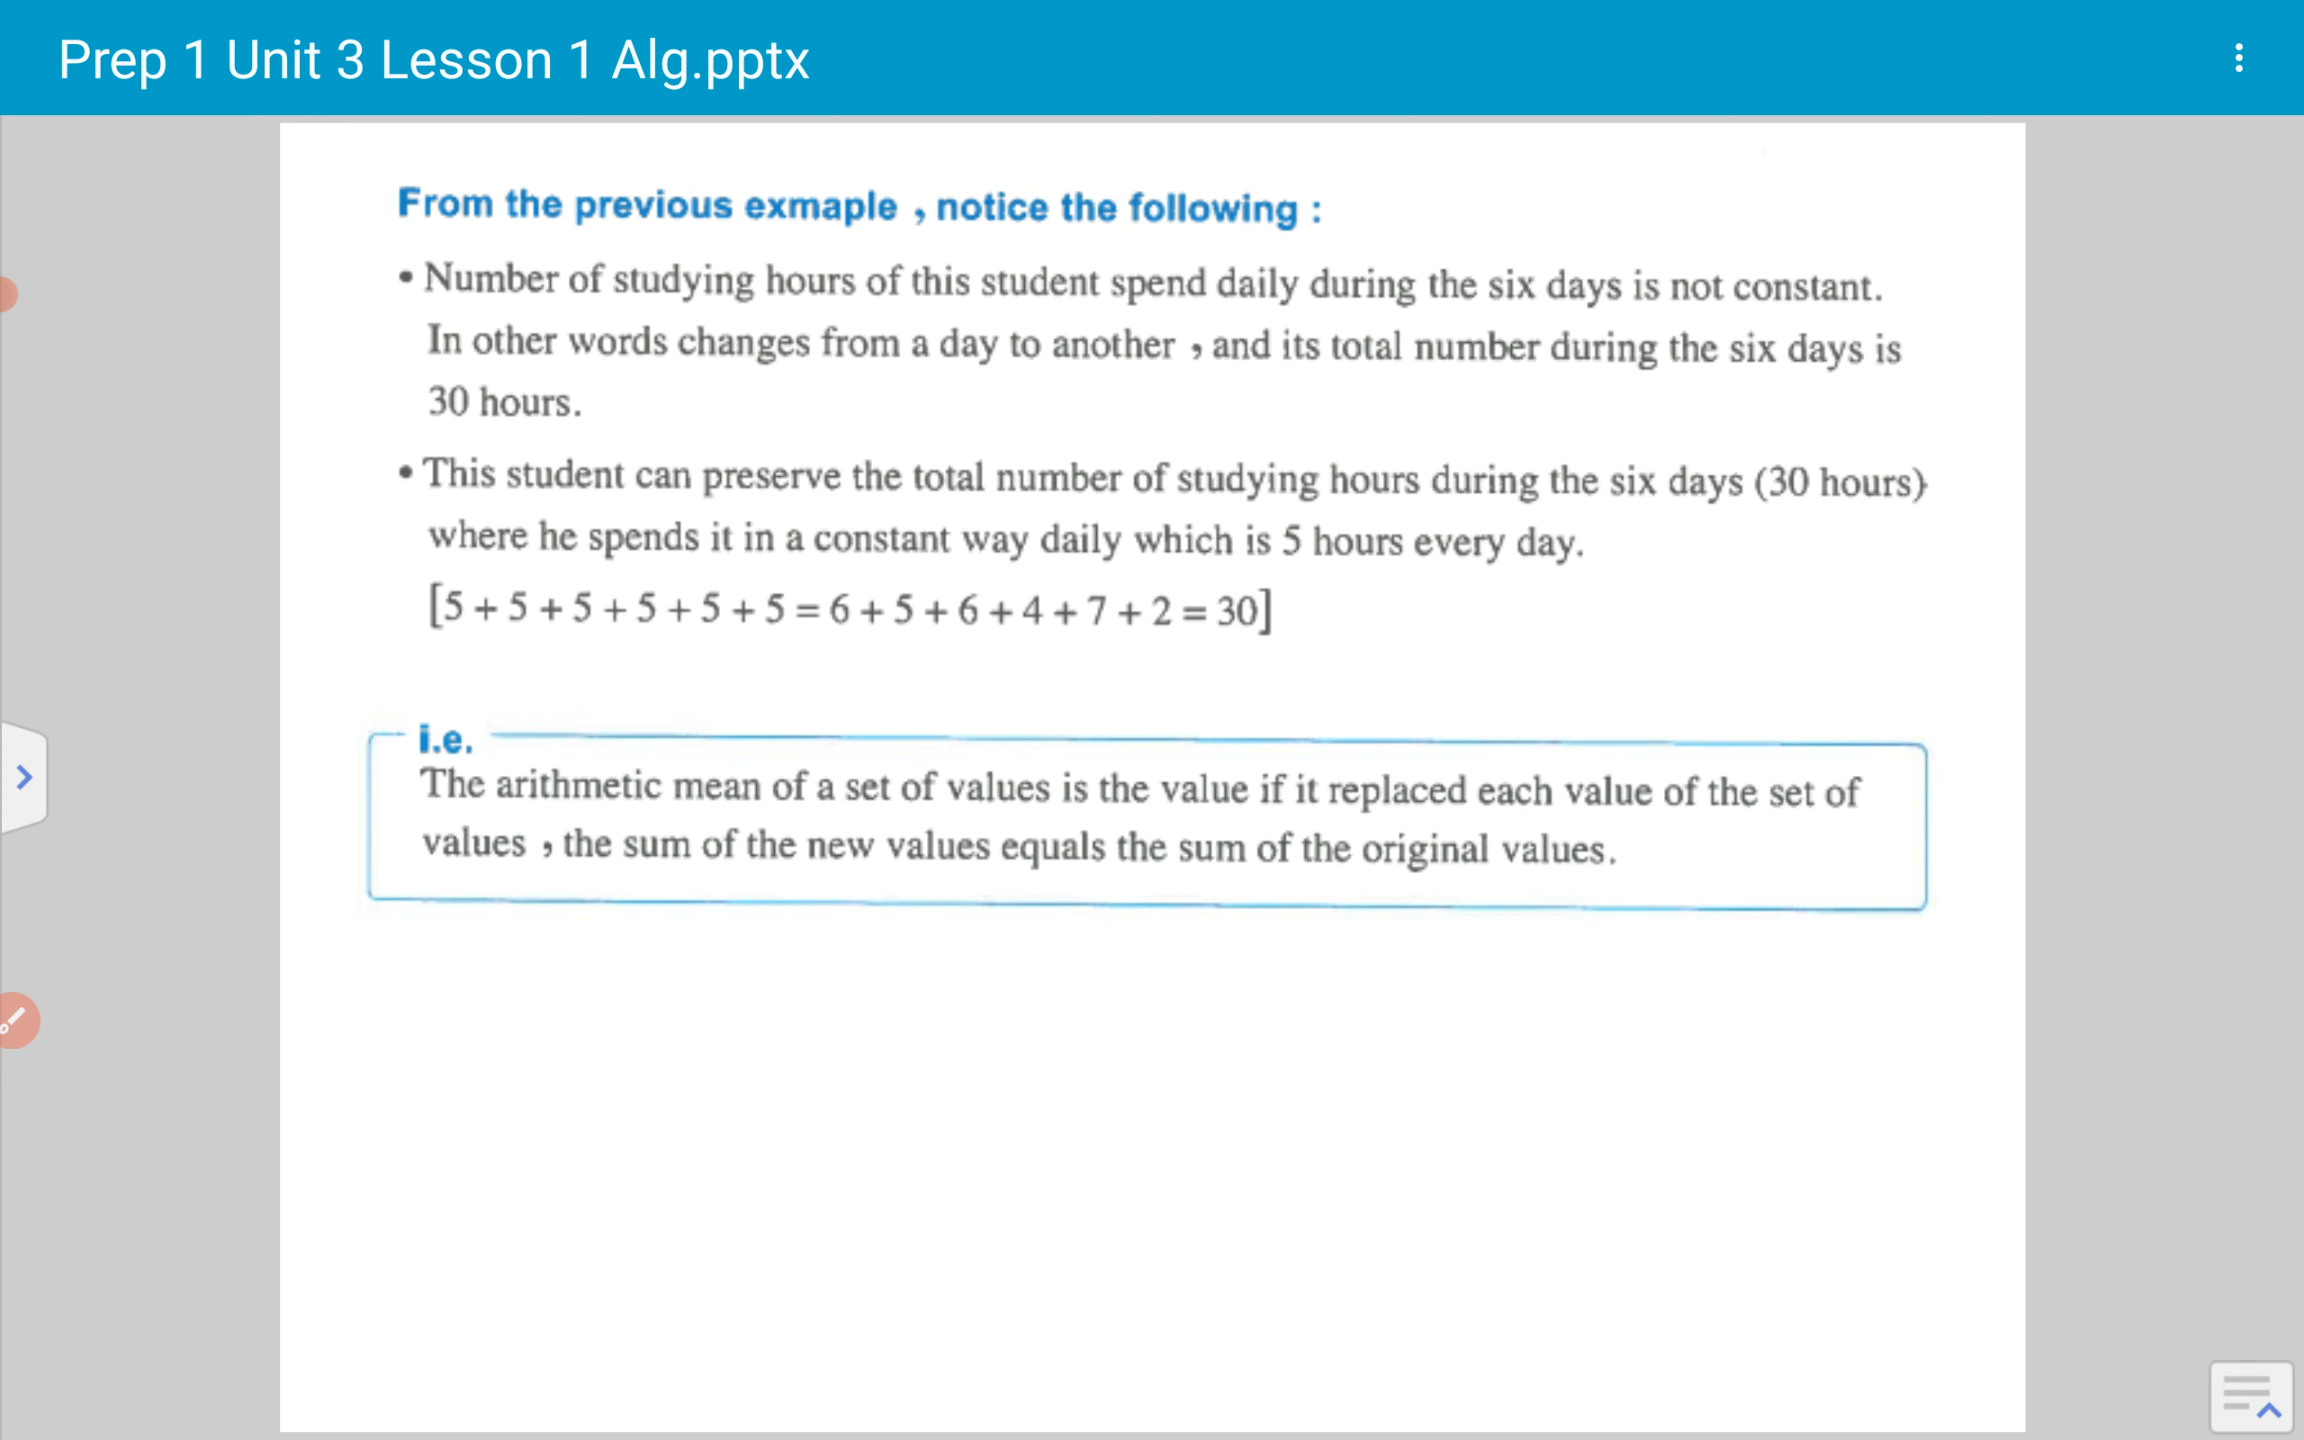 Prep 1 Unit 3 Lesson 1 Alg.pptx
From the previous exmaple , notice the following :
• Number of studying hours of this student spend daily during the six days is not constant.
In other words changes from a day to another , and its total number during the six days is
30 hours.
• This student can preserve the total number of studying hours during the six days (30 hours)
where he spends it in a constant way daily which is 5 hours every day.
[5 + 5 + 5 + 5 + 5 + 5 = 6 + 5 + 6 + 4 + 7 + 2 = 30]
i.e.
The arithmetic mean of a set of values is the value if it replaced each value of the set of
values , the sum of the new values equals the sum of the original values.